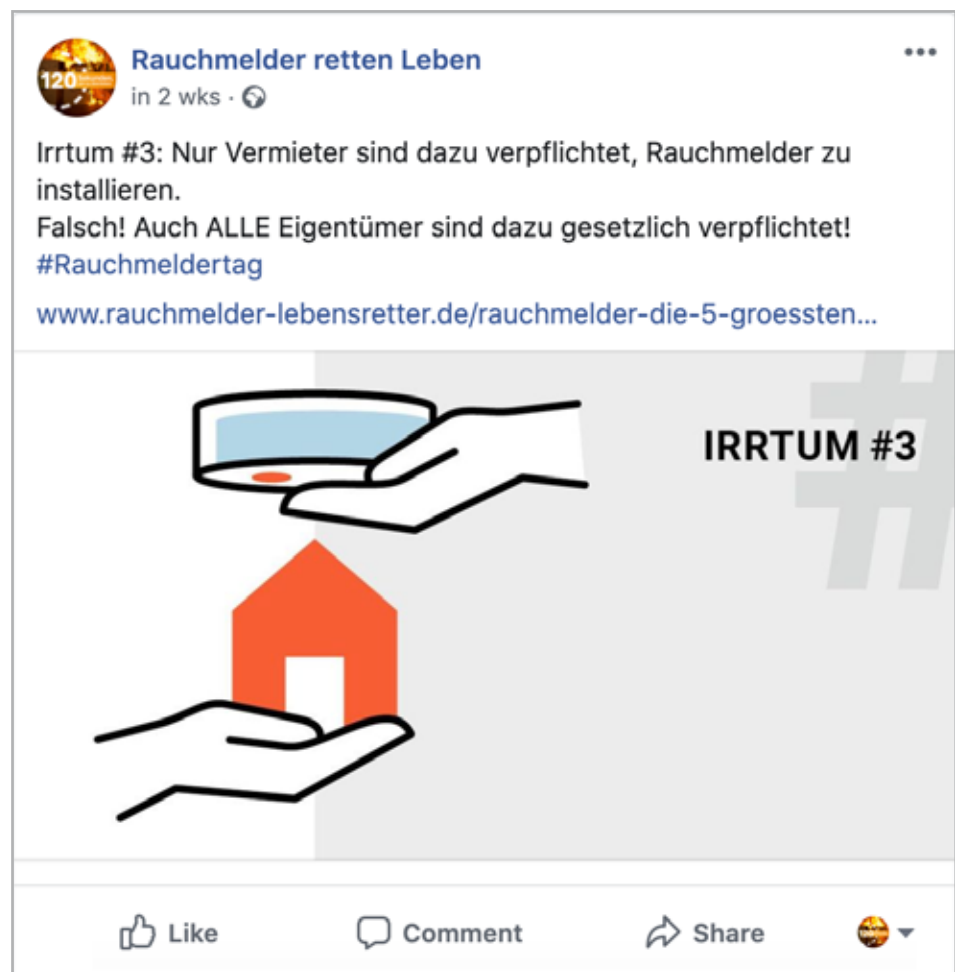 Rauchmelder retten Leben
in 2 wks ·
Irrtum #3: Nur Vermieter sind dazu verpflichtet, Rauchmelder zu
installieren.
Falsch! Auch ALLE Eigentümer sind dazu gesetzlich verpflichtet!
#Rauchmeldertag
www.rauchmelder-lebensretter.de/rauchmelder-die-5-groessten...
#
IRRTUM #3
Like
Comment
Share
120